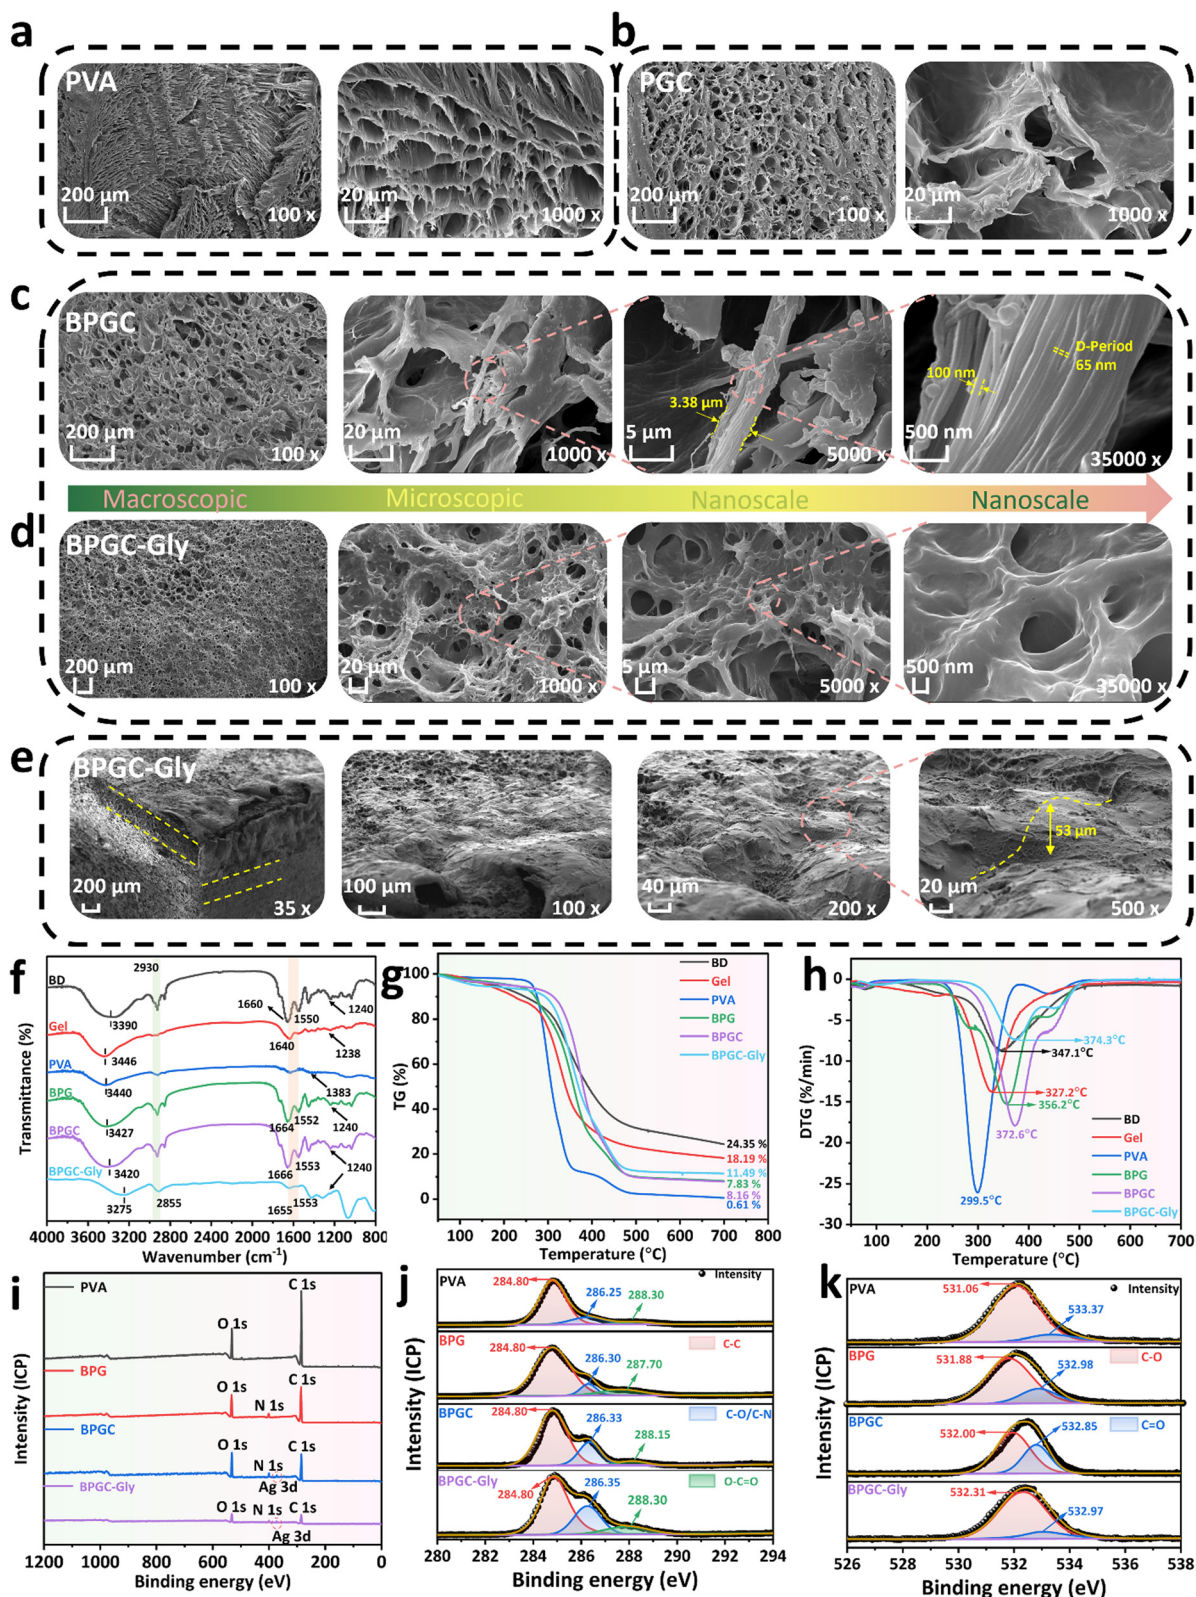 a
b
PVA
200 μm
100 x
20 μm
1000 x
PGC
200 μm
100 x
20 μm
1000 x
c
BPGC
200 μm
100 x
20 μm
1000 x
3.38 μm
5 μm
5000 x
D-Period
65 nm
100 nm
500 nm
35000 x
Macroscopic
Microscopic
Nanoscale
Nanoscale
d
BPGC-Gly
200 μm
100 x
20 μm
1000 x
5 μm
5000 x
500 nm
35000 x
e
BPGC-Gly
200 μm
35 x
100 μm
100 x
40 μm
200 x
53 μm
20 μm
500 x
f
2930
BD
1660
1550
1240
3390
Gel
3446
1640
1238
PVA
3440
1383
BPG
3427
1664
1552
1240
BPGC
3420
1666
1553
1240
BPGC-Gly
3275
2855
1655
1553
4000 3400 2800 2200 1600 1200 800
Wavenumber (cm⁻¹)
Transmittance (%)
g
100
80
60
40
20
0
BD
Gel
PVA
BPG
BPGC
BPGC-Gly
24.35 %
18.19 %
11.49 %
7.83 %
8.16 %
0.61 %
100 200 300 400 500 600 700 800
Temperature (°C)
TG (%)
h
0
-5
-10
-15
-20
-25
-30
374.3°C
347.1°C
327.2°C
356.2°C
372.6°C
299.5°C
BD
Gel
PVA
BPG
BPGC
BPGC-Gly
100 200 300 400 500 600 700
Temperature (°C)
DTG (%/min)
i
PVA
C 1s
O 1s
BPG
O 1s
N 1s
C 1s
BPGC
O 1s
N 1s
C 1s
Ag 3d
BPGC-Gly
O 1s
N 1s
C 1s
Ag 3d
1200 1000 800 600 400 200 0
Binding energy (eV)
Intensity (ICP)
j
PVA
Intensity
284.80
286.25
288.30
BPG
284.80
286.30
287.70
C-C
BPGC
284.80
286.33
288.15
C-O/C-N
BPGC-Gly
284.80
286.35
288.30
O-C=O
280 282 284 286 288 290 292 294
Binding energy (eV)
Intensity (ICP)
k
PVA
Intensity
531.06
533.37
BPG
531.88
532.98
C-O
BPGC
532.00
532.85
C=O
BPGC-Gly
532.31
532.97
526 528 530 532 534 536 538
Binding energy (eV)
Intensity (ICP)